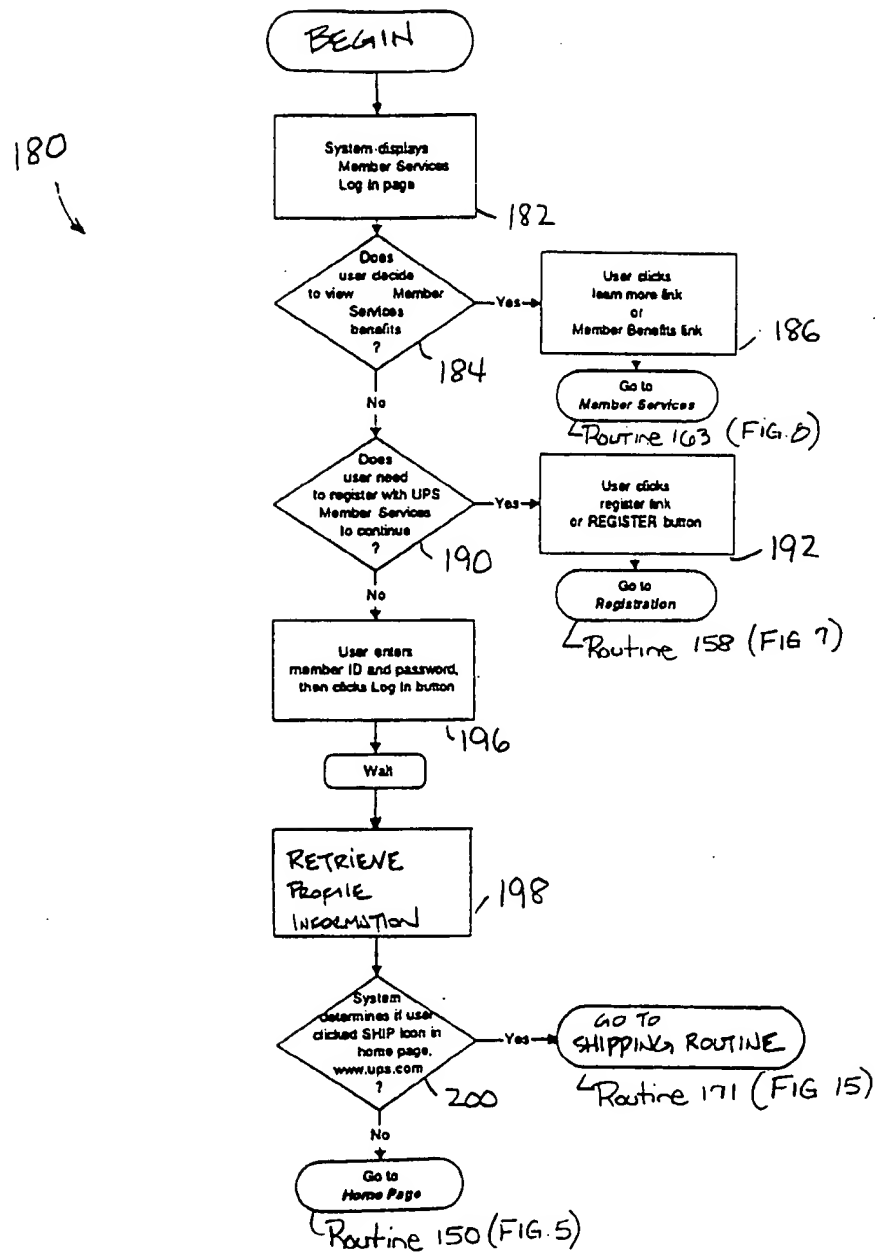 BEGIN
180
System displays
Member Services
Log In page
182
Does
user decide
to view Member
Services
benefits
?
184
Yes
User clicks
learn more link
or
Member Benefits link
186
Go to
Member Services
Routine 163 (FIG. 8)
No
Does
user need
to register with UPS
Member Services
to continue
?
190
Yes
User clicks
register link
or REGISTER button
192
Go to
Registration
Routine 158 (FIG 7)
No
User enters
member ID and password,
then clicks Log In button
196
Wait
RETRIEVE
PROFILE
INFORMATION
198
System
determines if user
clicked SHIP icon in
home page,
www.ups.com
?
200
Yes
GO TO
SHIPPING ROUTINE
Routine 171 (FIG 15)
No
Go to
Home Page
Routine 150 (FIG. 5)